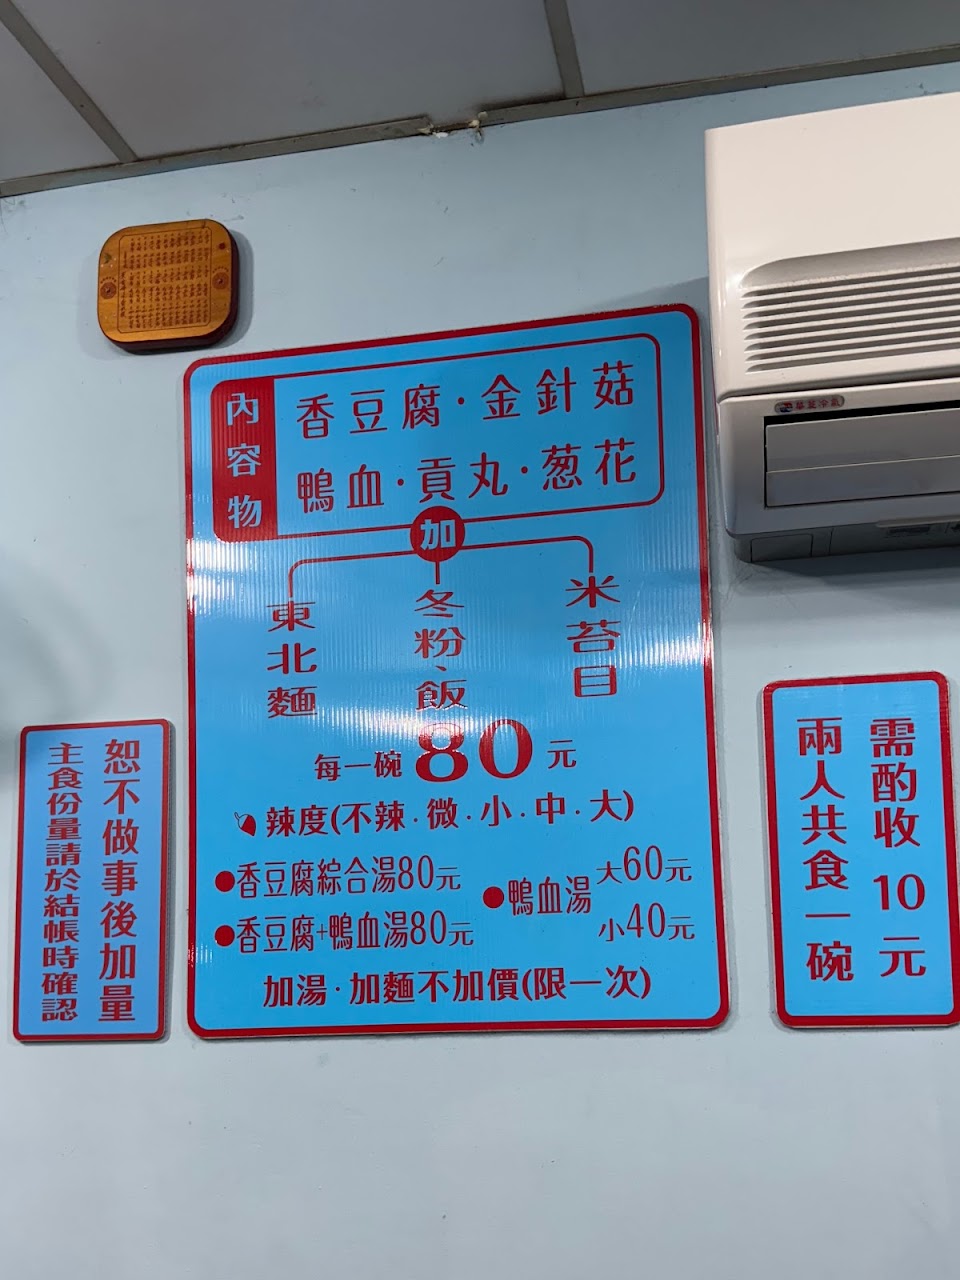 內容物
香豆腐·金針菇
鴨血·貢丸·葱花
加
東北麵
冬粉、飯
米苔目
每一碗80元
辣度(不辣·微·小·中·大)
●香豆腐綜合湯80元
●香豆腐+鴨血湯80元
●鴨血湯
大60元
小40元
加湯·加麵不加價(限一次)
恕不做事後加量
主食份量請於結帳時確認
需酌收10元
兩人共食一碗